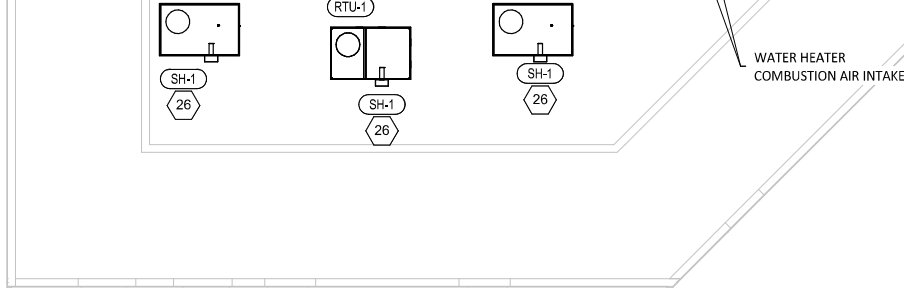 RTU-1
SH-1
26
SH-1
26
SH-1
26
WATER HEATER
COMBUSTION AIR INTAKE